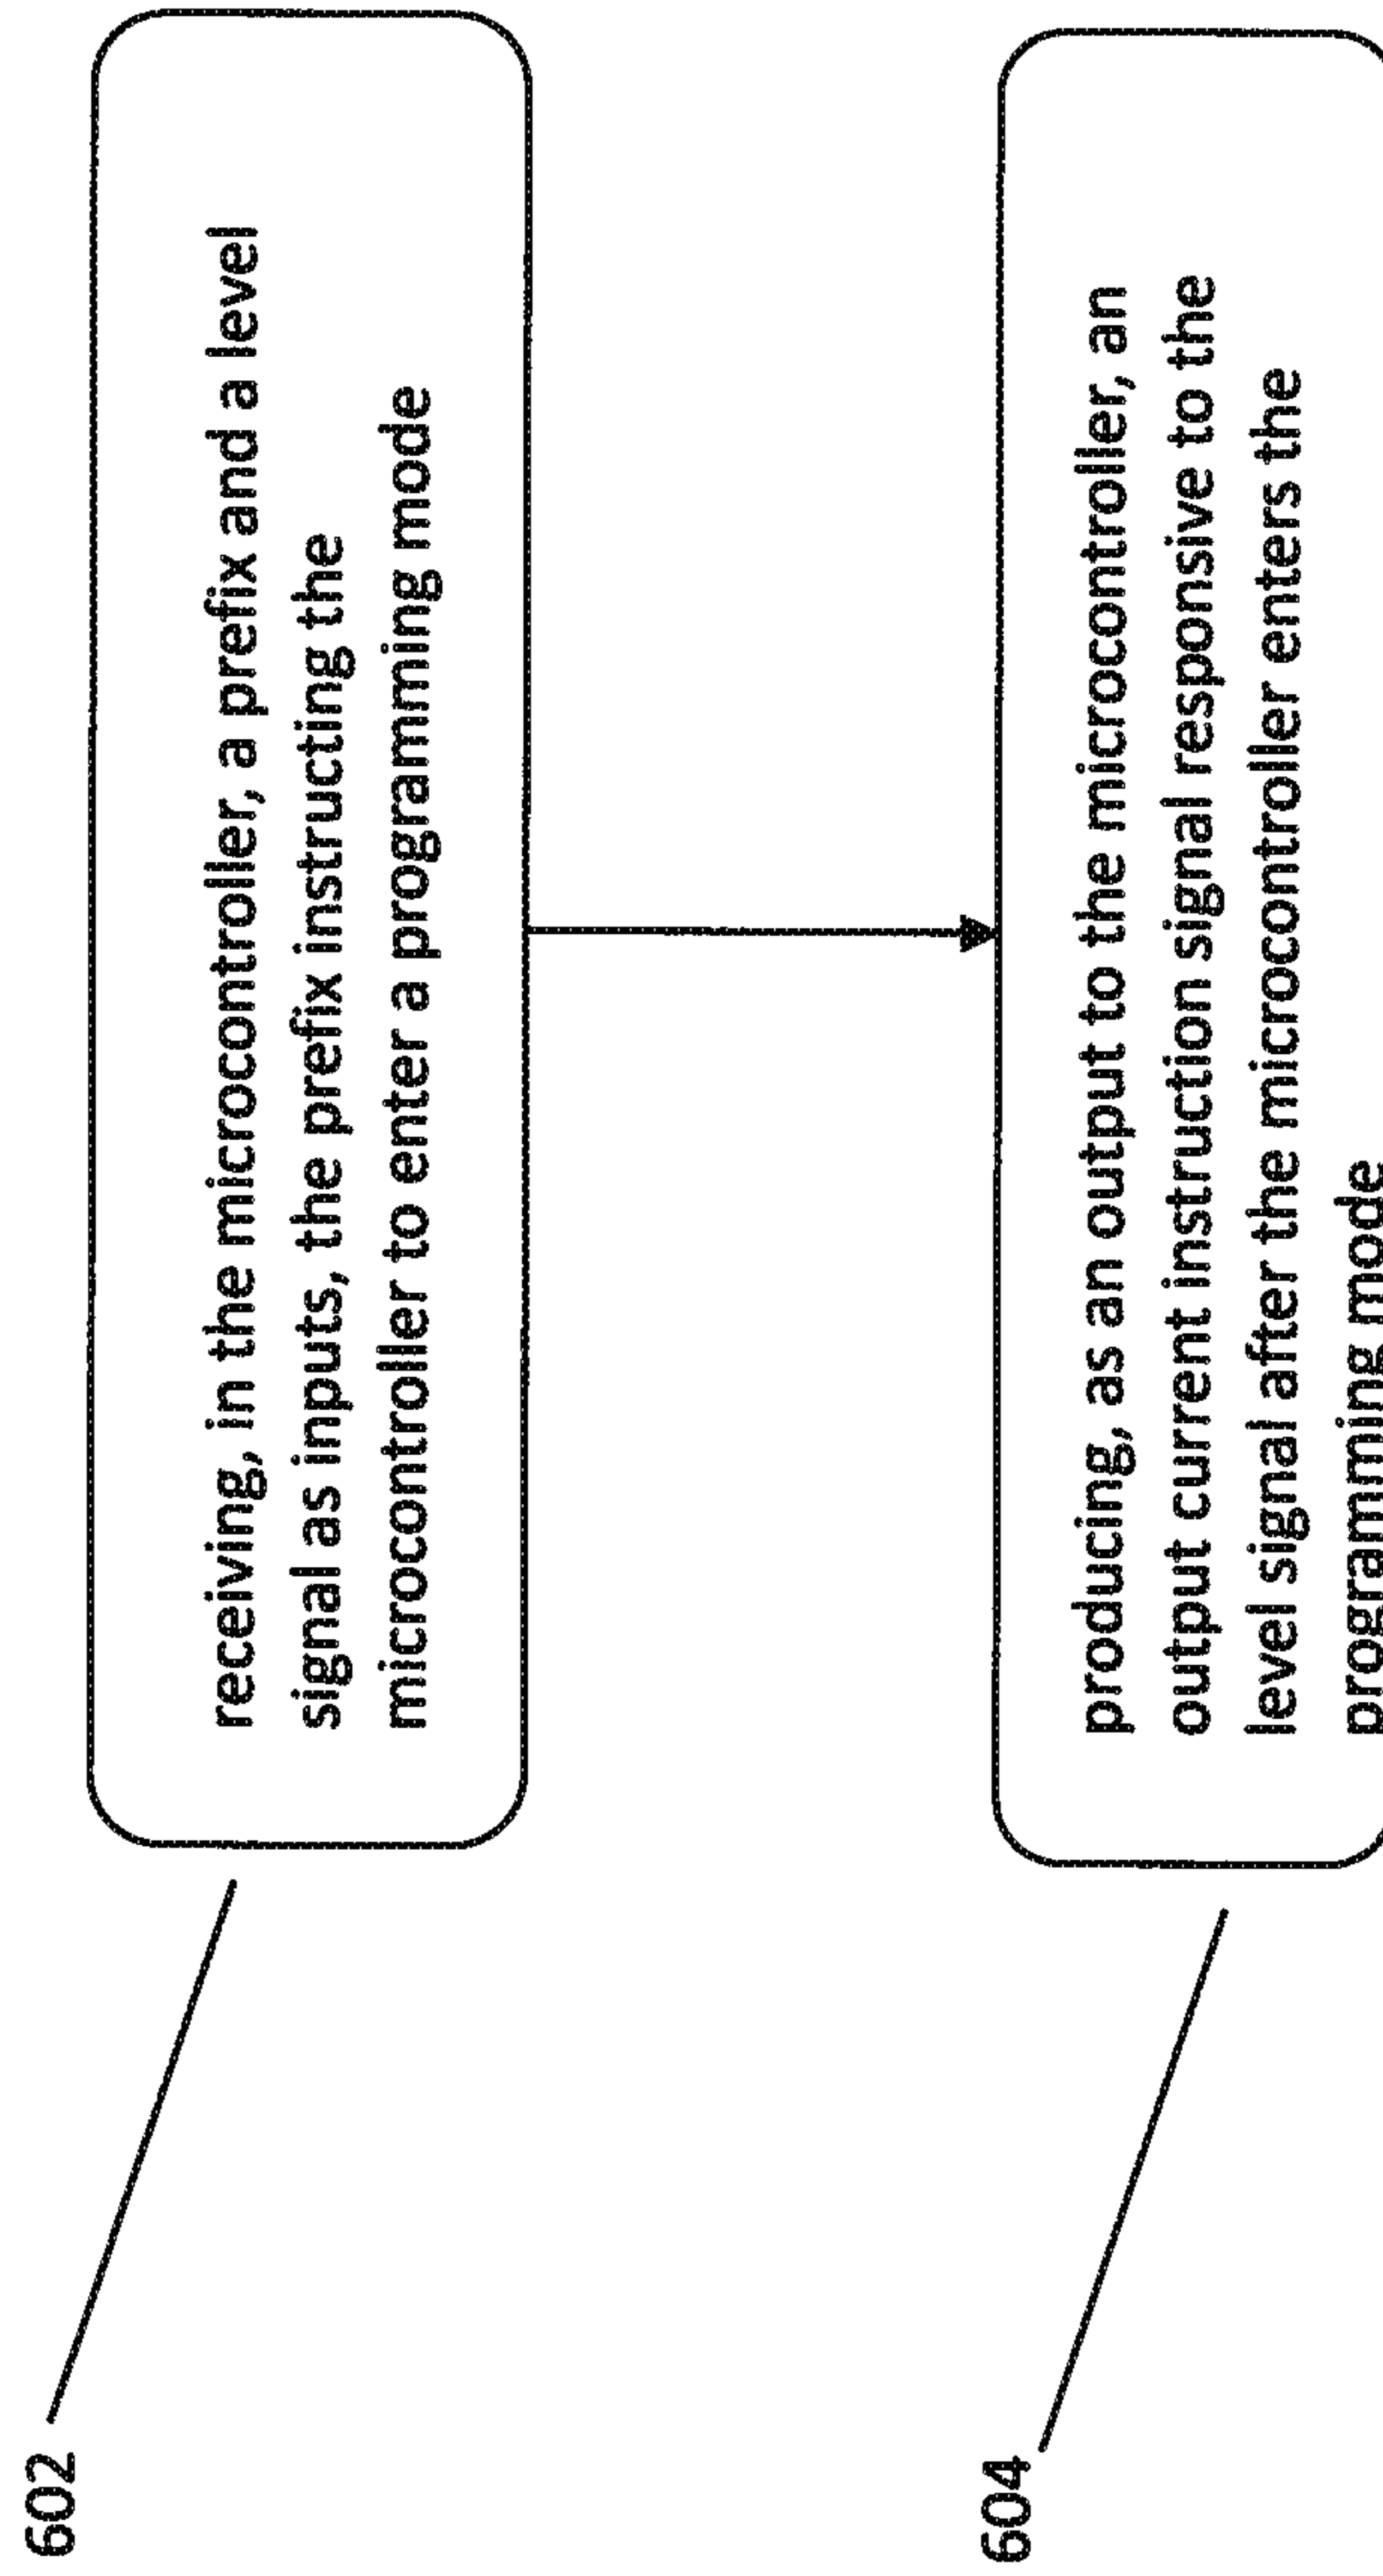 602
receiving, in the microcontroller, a prefix and a level
signal as inputs, the prefix instructing the
microcontroller to enter a programming mode
604
producing, as an output to the microcontroller, an
output current instruction signal responsive to the
level signal after the microcontroller enters the
programming mode